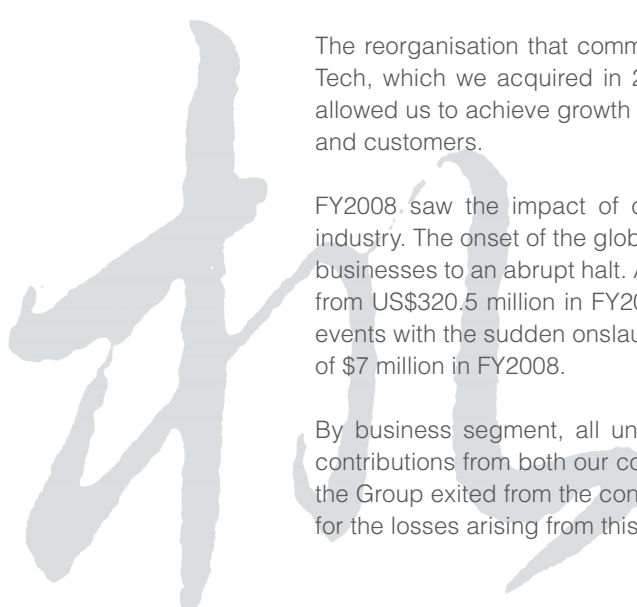 The reorganisation that comm
Tech, which we acquired in 2
allowed us to achieve growth
and customers.
FY2008 saw the impact of
industry. The onset of the glob
businesses to an abrupt halt.
from US$320.5 million in FY20
events with the sudden onslau
of $7 million in FY2008.
By business segment, all un
contributions from both our co
the Group exited from the con
for the losses arising from this
机